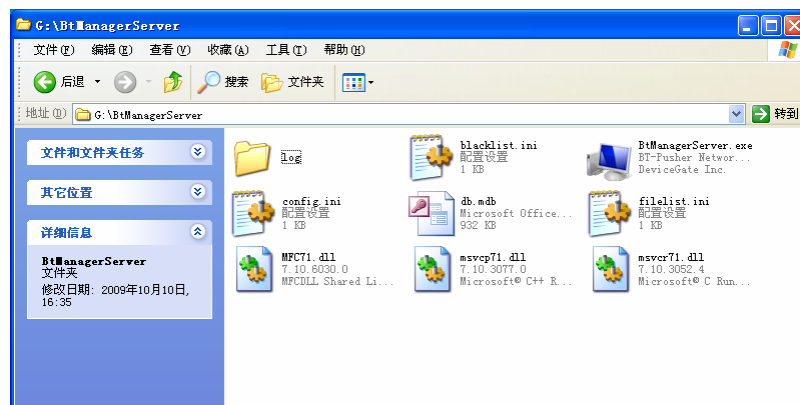 G:\BtManagerServer
文件(F) 编辑(E) 查看(V) 收藏(A) 工具(T) 帮助(H)
后退 搜索 文件夹
地址(D) G:\BtManagerServer 转到
文件和文件夹任务
其它位置
详细信息
BtManagerServer
文件夹
修改日期: 2009年10月10日,
16:35
log
blacklist.ini
配置设置
1 KB
BtManagerServer.exe
BT-Pusher Networ...
DeviceGate Inc.
config.ini
配置设置
1 KB
db.mdb
Microsoft Office...
932 KB
filelist.ini
配置设置
1 KB
MFC71.dll
7.10.6030.0
MFCDLL Shared Li...
msvcp71.dll
7.10.3077.0
Microsoft® C++ R...
msvcr71.dll
7.10.3052.4
Microsoft® C Run...